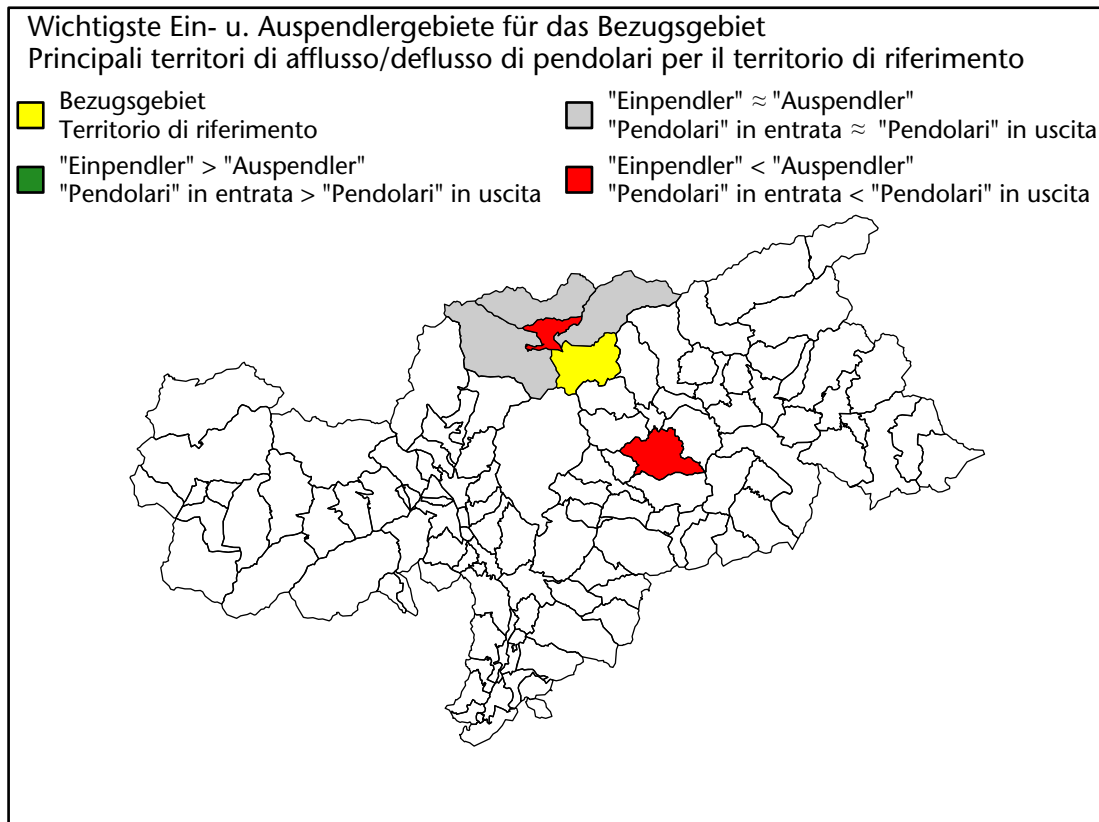 Wichtigste Ein- u. Auspendlergebiete für das Bezugsgebiet
Principali territori di afflusso/deflusso di pendolari per il territorio di riferimento
Bezugsgebiet
Territorio di riferimento
"Einpendler" > "Auspendler"
"Pendolari" in entrata > "Pendolari" in uscita
"Einpendler" ≈ "Auspendler"
"Pendolari" in entrata ≈ "Pendolari" in uscita
"Einpendler" < "Auspendler"
"Pendolari" in entrata < "Pendolari" in uscita